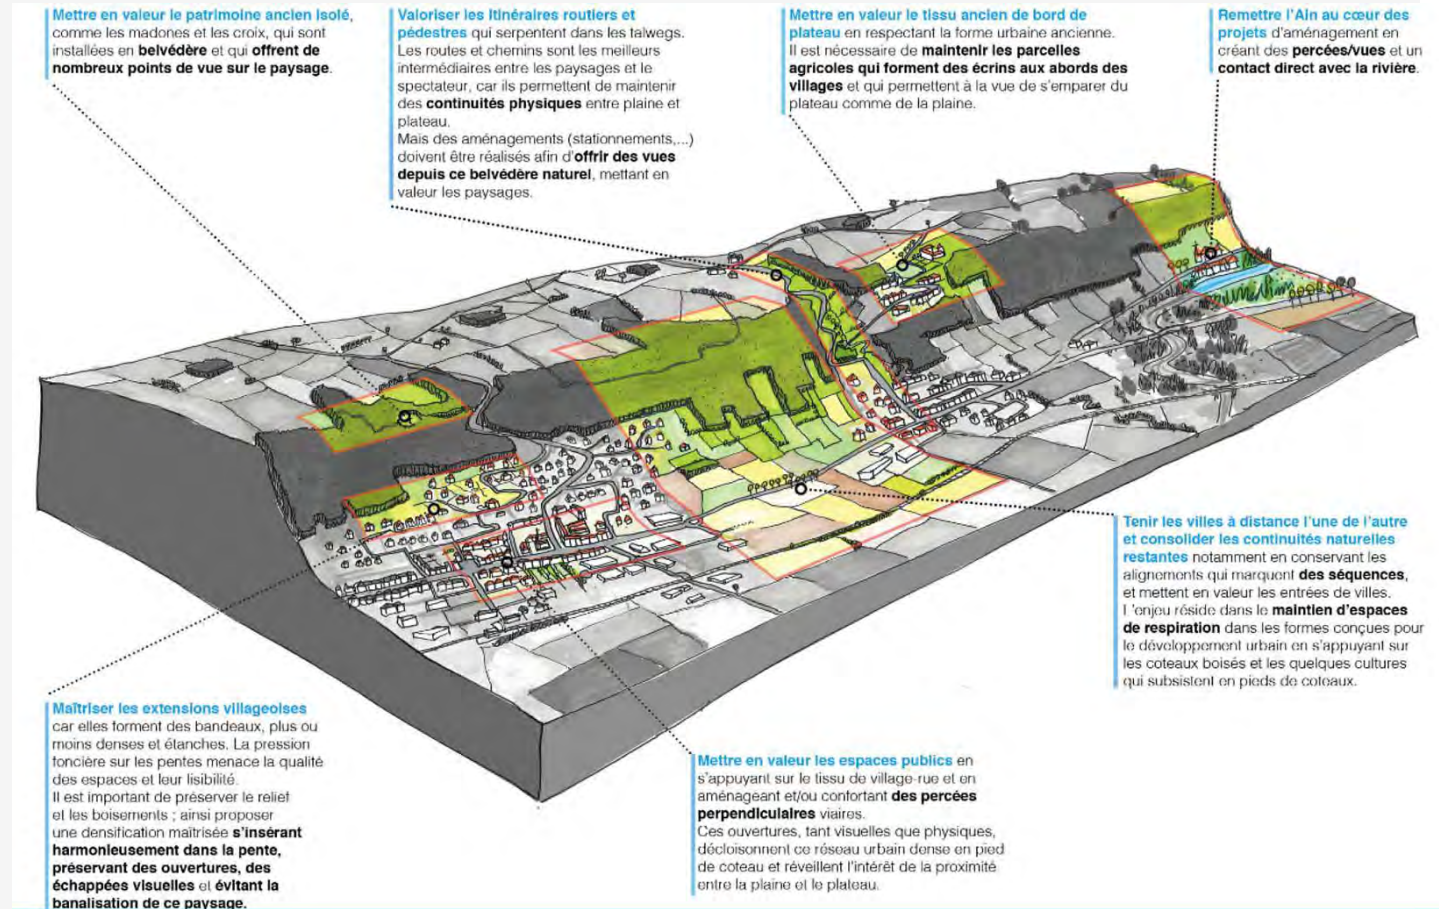 Mettre en valeur le patrimoine ancien isolé,
comme les madones et les croix, qui sont
installées en belvédère et qui offrent de
nombreux points de vue sur le paysage.
Valoriser les itinéraires routiers et
pédestres qui serpentent dans les talwegs.
Les routes et chemins sont les meilleurs
intermédiaires entre les paysages et le
spectateur, car ils permettent de maintenir
des continuités physiques entre plaine et
plateau.
Mais des aménagements (stationnements,...)
doivent être réalisés afin d'offrir des vues
depuis ce belvédère naturel, mettant en
valeur les paysages.
Mettre en valeur le tissu ancien de bord de
plateau en respectant la forme urbaine ancienne.
Il est nécessaire de maintenir les parcelles
agricoles qui forment des écrins aux abords des
villages et qui permettent à la vue de s'emparer du
plateau comme de la plaine.
Remettre l'Ain au cœur des
projets d'aménagement en
créant des percées/vues et un
contact direct avec la rivière.
Tenir les villes à distance l'une de l'autre
et consolider les continuités naturelles
restantes notamment en conservant les
alignements qui marquent des séquences,
et mettent en valeur les entrées de villes.
L'enjeu réside dans le maintien d'espaces
de respiration dans les formes conçues pour
le développement urbain en s'appuyant sur
les coteaux boisés et les quelques cultures
qui subsistent en pieds de coteaux.
Maîtriser les extensions villageoises
car elles forment des bandeaux, plus ou
moins denses et étanches. La pression
foncière sur les pentes menace la qualité
des espaces et leur lisibilité.
Il est important de préserver le relief
et les boisements ; ainsi proposer
une densification maîtrisée s'insérant
harmonieusement dans la pente,
préservant des ouvertures, des
échappées visuelles et évitant la
banalisation de ce paysage.
Mettre en valeur les espaces publics en
s'appuyant sur le tissu de village-rue et en
aménageant et/ou confortant des percées
perpendiculaires viaires.
Ces ouvertures, tant visuelles que physiques,
décloisonnent ce réseau urbain dense en pied
de coteau et réveillent l'intérêt de la proximité
entre la plaine et le plateau.